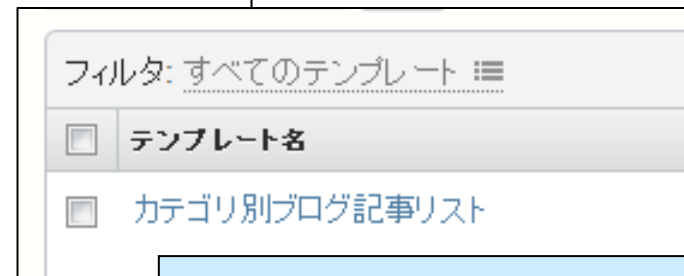 フィルタ: すべてのテンプレート
テンプレート名
カテゴリ別ブログ記事リスト